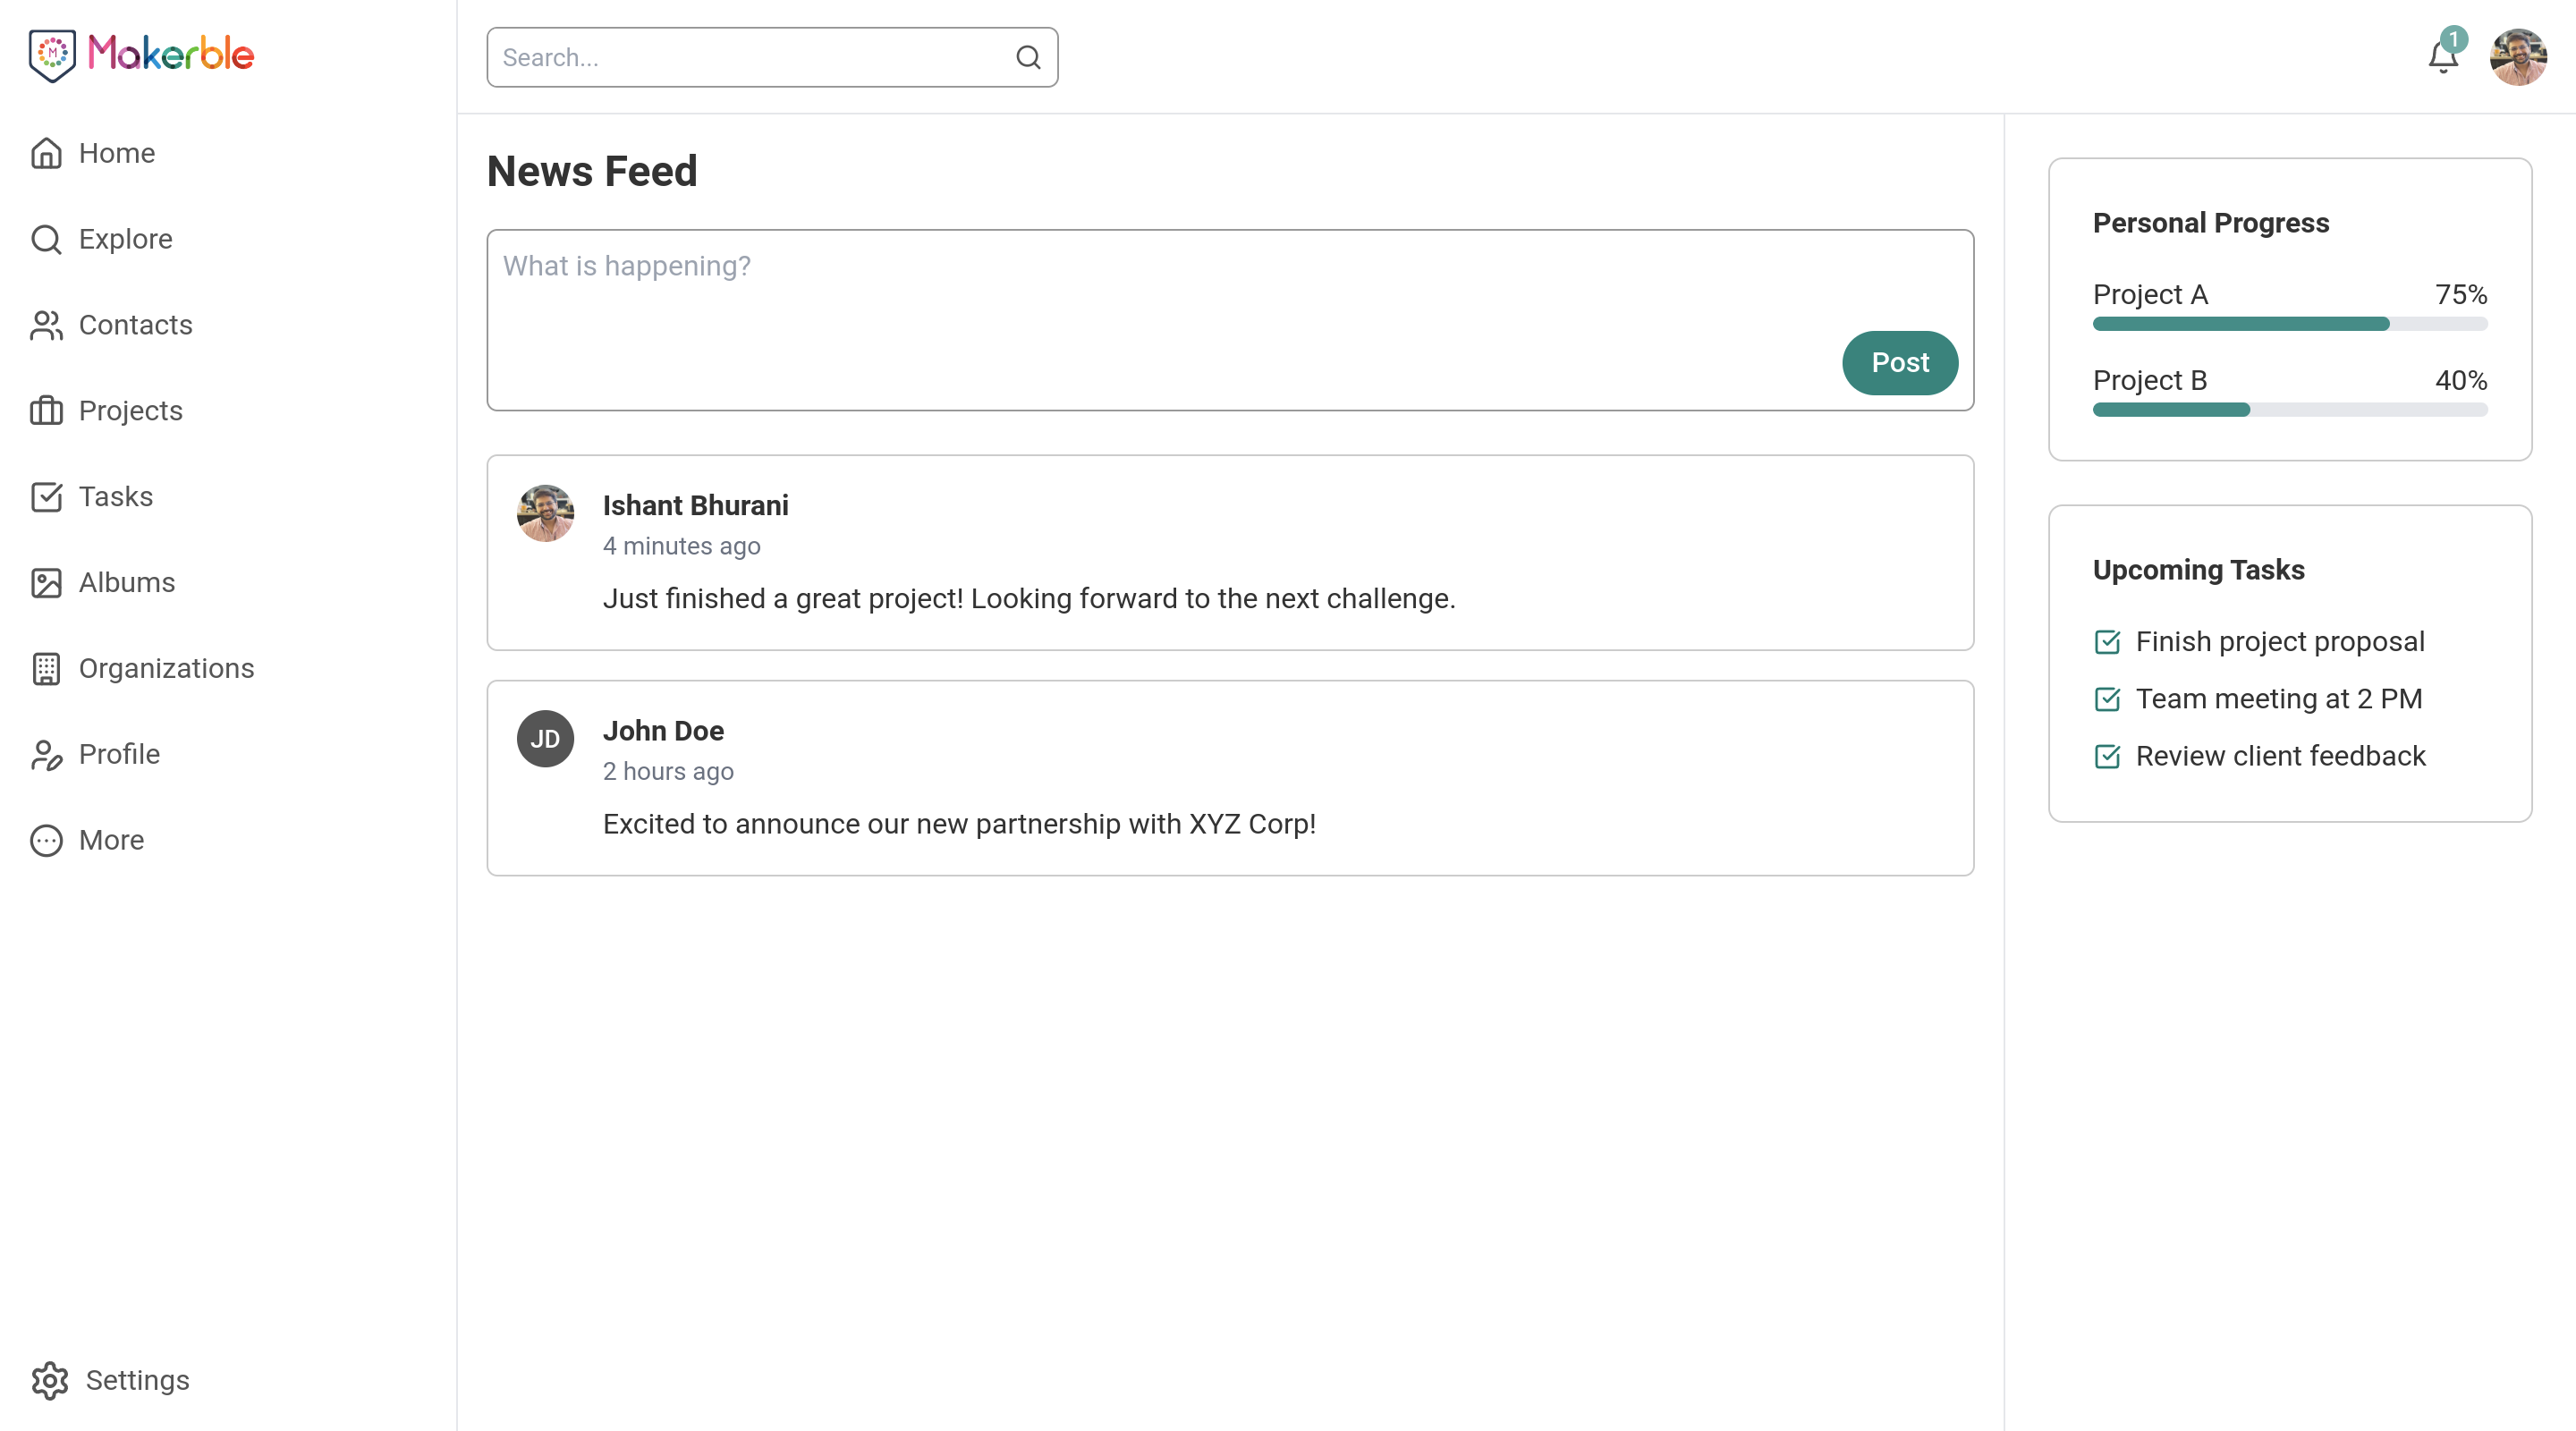 M Makerble
Home
Explore
Contacts
Projects
Tasks
Albums
Organizations
Profile
More
Settings
Search...
1
News Feed
What is happening?
Post
Ishant Bhurani
4 minutes ago
Just finished a great project! Looking forward to the next challenge.
JD
John Doe
2 hours ago
Excited to announce our new partnership with XYZ Corp!
Personal Progress
Project A 75%
Project B 40%
Upcoming Tasks
Finish project proposal
Team meeting at 2 PM
Review client feedback